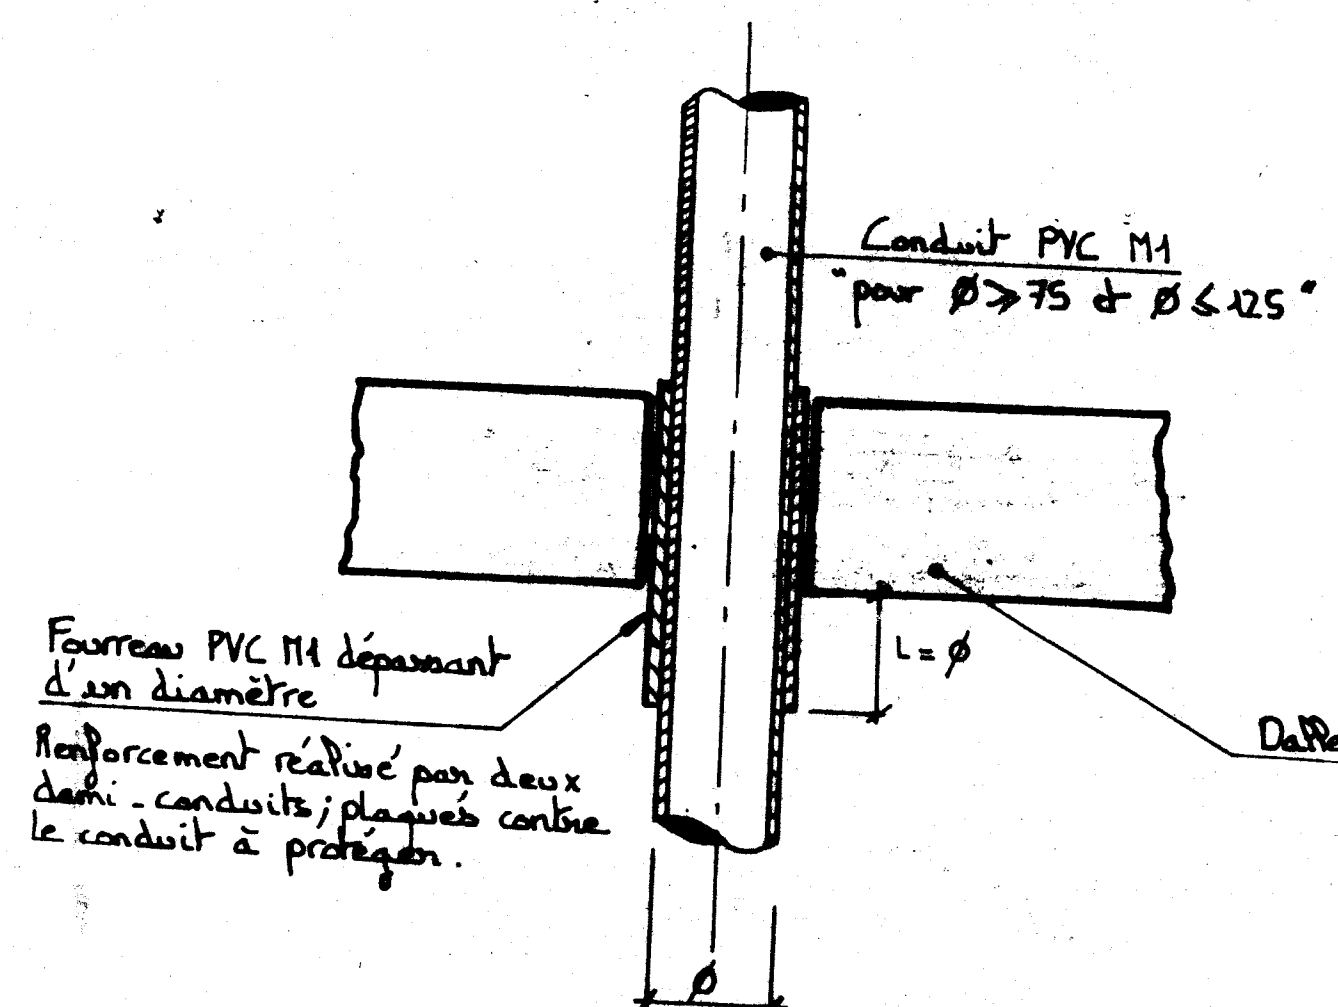 Conduit PVC M1
"pour Ø ≥ 75 et Ø ≤ 125"
L = Ø
Fourreau PVC M1 dépassant
d'un diamètre
Renforcement réalisé par deux
demi-conduits; plaqués contre
le conduit à protéger.
Dalle
Ø